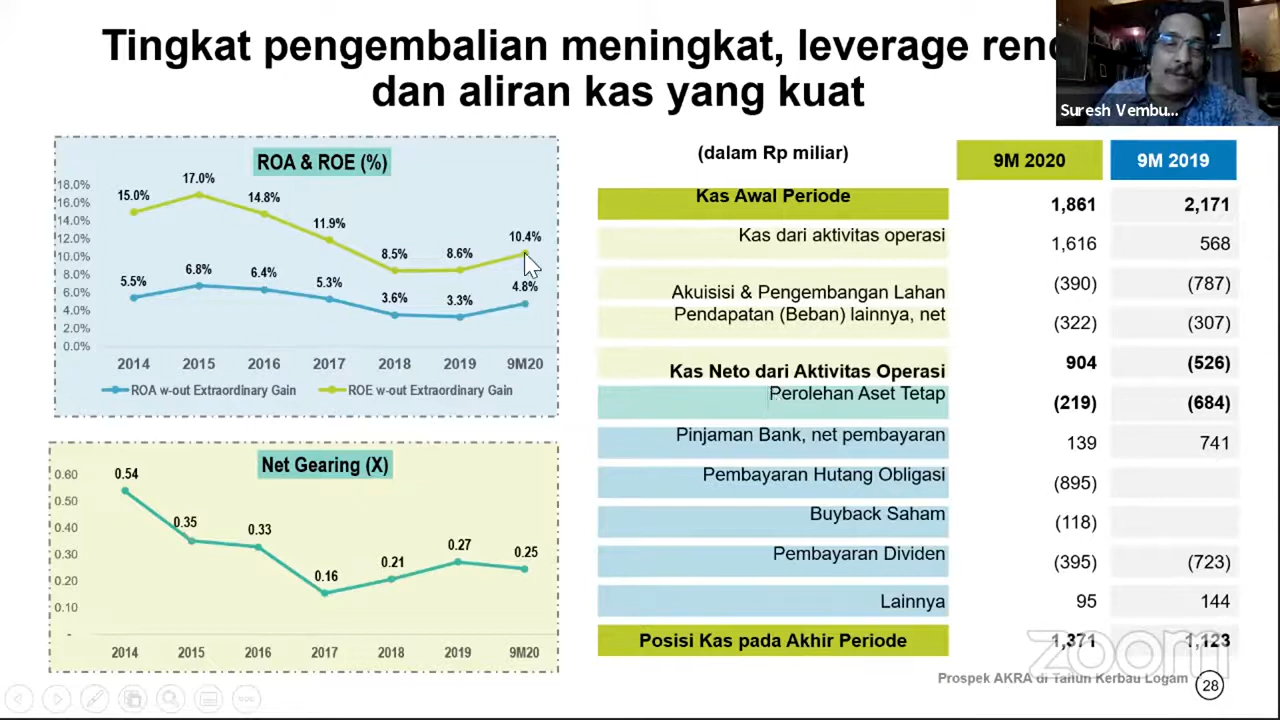 Tingkat pengembalian meningkat, leverage
dan aliran kas yang kuat
Suresh Vembu...
ROA & ROE (%)
18.0%
16.0%
14.0%
12.0%
10.0%
8.0%
6.0%
4.0%
2.0%
0.0%
15.0% 17.0% 14.8% 11.9% 8.5% 8.6% 10.4%
5.5% 6.8% 6.4% 5.3% 3.6% 3.3% 4.8%
2014 2015 2016 2017 2018 2019 9M20
ROA w-out Extraordinary Gain ROE w-out Extraordinary Gain
Net Gearing (X)
0.60
0.50
0.40
0.30
0.20
0.10
-
0.54 0.35 0.33 0.16 0.21 0.27 0.25
2014 2015 2016 2017 2018 2019 9M20
(dalam Rp miliar) 9M 2020 9M 2019
Kas Awal Periode 1,861 2,171
Kas dari aktivitas operasi 1,616 568
Akuisisi & Pengembangan Lahan (390) (787)
Pendapatan (Beban) lainnya, net (322) (307)
Kas Neto dari Aktivitas Operasi 904 (526)
Perolehan Aset Tetap (219) (684)
Pinjaman Bank, net pembayaran 139 741
Pembayaran Hutang Obligasi (895)
Buyback Saham (118)
Pembayaran Dividen (395) (723)
Lainnya 95 144
Posisi Kas pada Akhir Periode 1,371 1,123
zoom
Prospek AKRA di Tahun Kerbau Logam 28